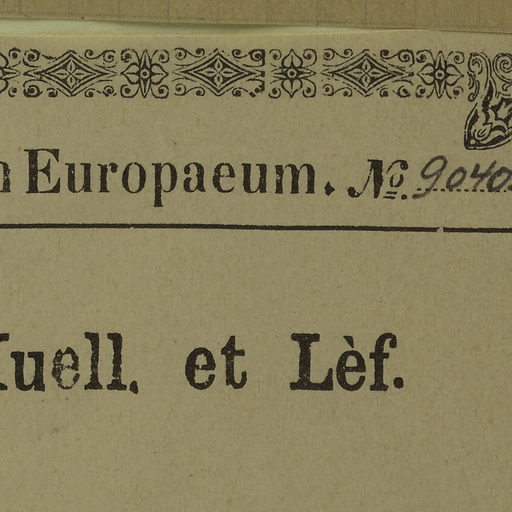 Europaeum. No. 9040
et Lèf.